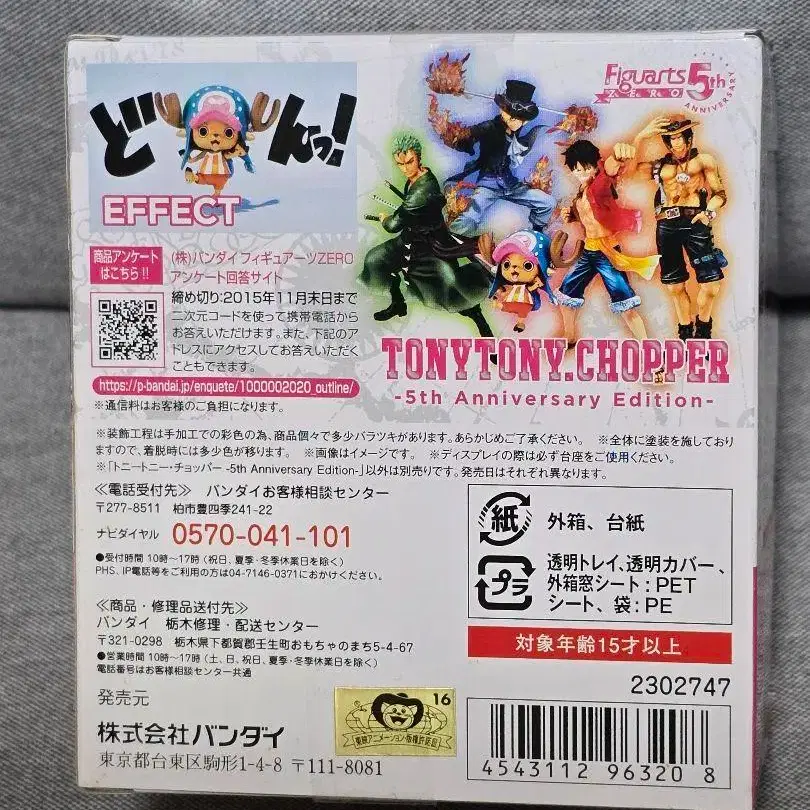 どーんっ!
EFFECT
Figuarts
ZERO
5th
ANNIVERSARY
商品アンケート
はこちら!!
(株)バンダイ フィギュアーツZERO
アンケート回答サイト
締め切り:2015年11月末日まで
二次元コードを使って携帯電話から
お答えいただけます。また、下記のア
ドレスにアクセスしてお答えいただく
こともできます。
https://p-bandai.jp/enquete/1000002020_outline/
※通信料はお客様のご負担になります。
TONYTONY.CHOPPER
-5th Anniversary Edition-
※装飾工程は手加工での彩色の為、商品個々で多少バラツキがあります。あらかじめご了承ください。 ※全体に塗装を施しており
ますので、着脱時には多少色が移ります。 ※画像はイメージです。 ※ディスプレイの際は必ず台座をご使用ください。
※「トニートニー・チョッパー -5th Anniversary Edition-」以外は別売りです。発売日はそれぞれ異なります。
≪電話受付先≫ バンダイお客様相談センター
〒277-8511 柏市豊四季241-22
ナビダイヤル 0570-041-101
●受付時間 10時~17時 (祝日、夏季・冬季休業日を除く)
PHS、IP電話等をご利用の方は04-7146-0371におかけください。
≪商品・修理品送付先≫
バンダイ 栃木修理・配送センター
〒321-0298 栃木県下都賀郡壬生町おもちゃのまち5-4-67
●営業時間 10時~17時 (土、日、祝日、夏季・冬季休業日を除く)
電話番号はお客様相談センター共通
発売元
株式会社バンダイ
東京都台東区駒形1-4-8 〒111-8081
紙
外箱、台紙
プラ
透明トレイ、透明カバー、
外箱窓シート:PET
シート、袋:PE
対象年齢15才以上
2302747
16
東映アニメーション版権許諾証
4543112 963208